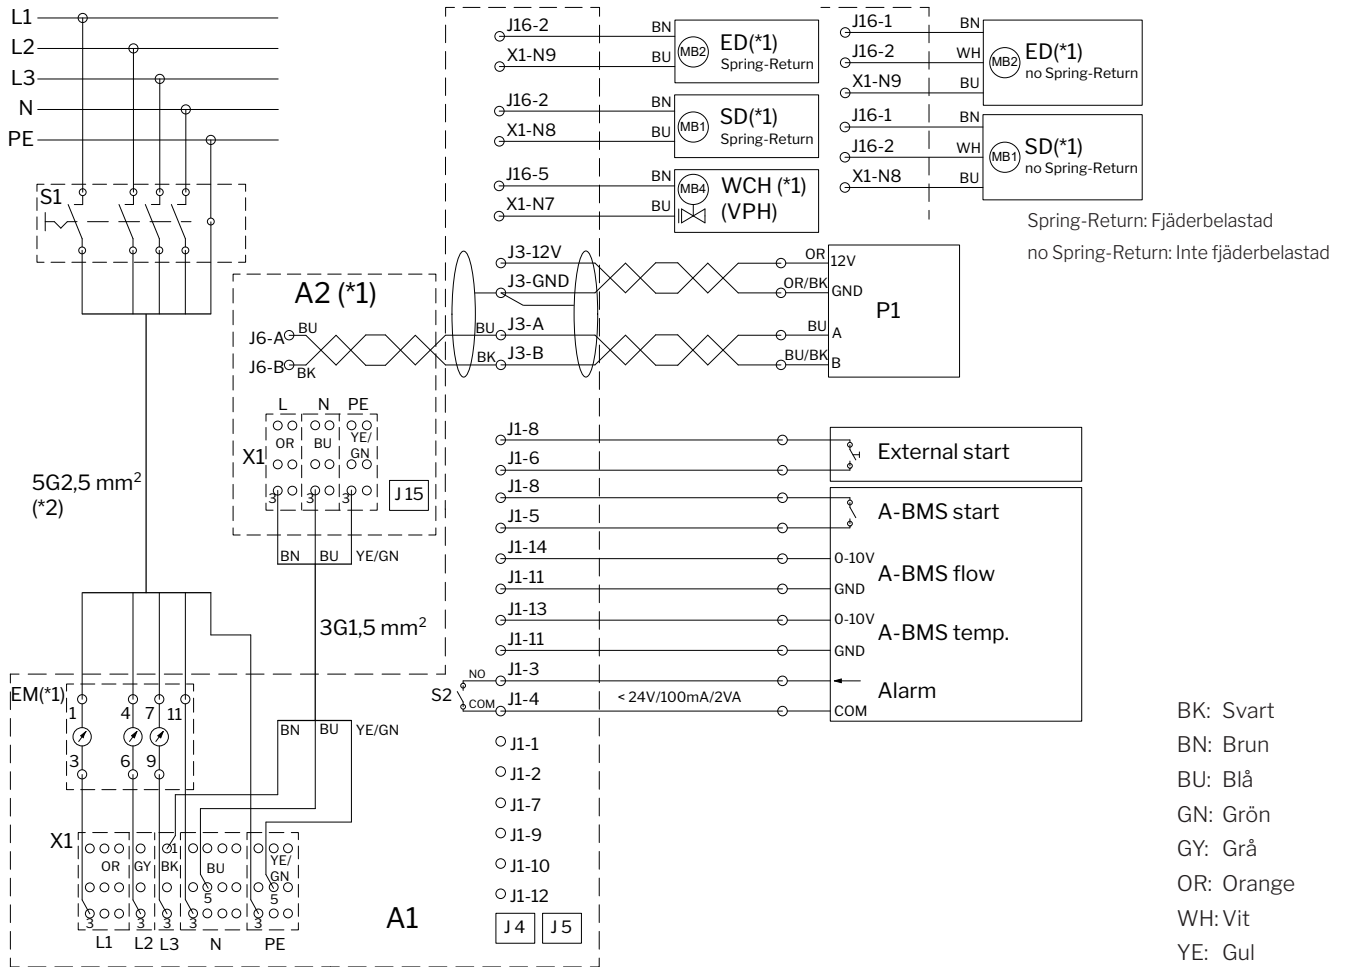 L1
L2
L3
N
PE
S1
5G2,5 mm²
(*2)
A2 (*1)
J6-A
BU
J6-B
BK
L N PE
X1
OR BU YE/
GN
3 3 3
J 15
BN BU YE/GN
3G1,5 mm²
EM(*1)
1 4 7 11
3 6 9
BN BU YE/GN
X1
1
OR GY BK BU YE/
GN
5 5
3 3 3 3 3
L1 L2 L3 N PE
A1
J16-2 BN
X1-N9 BU
MB2
ED(*1)
Spring-Return
J16-2 BN
X1-N8 BU
MB1
SD(*1)
Spring-Return
J16-5 BN
X1-N7 BU
MB4
WCH (*1)
(VPH)
J16-1 BN
J16-2 WH
X1-N9 BU
MB2
ED(*1)
no Spring-Return
J16-1 BN
J16-2 WH
X1-N8 BU
MB1
SD(*1)
no Spring-Return
Spring-Return: Fjäderbelastad
no Spring-Return: Inte fjäderbelastad
J3-12V OR 12V
J3-GND OR/BK GND
BU J3-A BU A
BK J3-B BU/BK B
P1
J1-8
J1-6
External start
J1-8
J1-5
A-BMS start
J1-14 0-10V
J1-11 GND
A-BMS flow
J1-13 0-10V
J1-11 GND
A-BMS temp.
S2
NO J1-3
COM J1-4 < 24V/100mA/2VA COM
Alarm
J1-1
J1-2
J1-7
J1-9
J1-10
J1-12
J 4 J 5
BK: Svart
BN: Brun
BU: Blå
GN: Grön
GY: Grå
OR: Orange
WH: Vit
YE: Gul